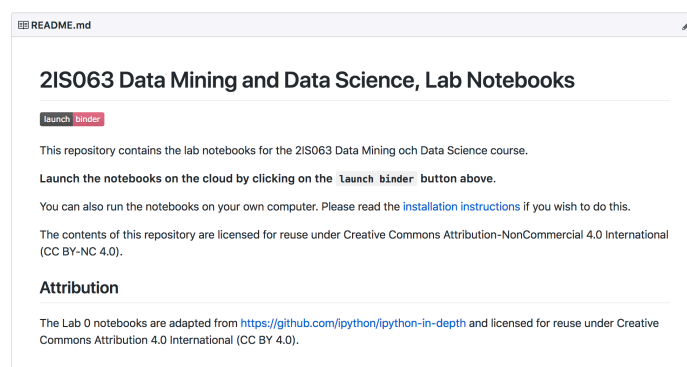 README.md
2IS063 Data Mining and Data Science, Lab Notebooks
launch binder
This repository contains the lab notebooks for the 2IS063 Data Mining och Data Science course.
Launch the notebooks on the cloud by clicking on the launch binder button above.
You can also run the notebooks on your own computer. Please read the installation instructions if you wish to do this.
The contents of this repository are licensed for reuse under Creative Commons Attribution-NonCommercial 4.0 International
(CC BY-NC 4.0).
Attribution
The Lab 0 notebooks are adapted from https://github.com/ipython/ipython-in-depth and licensed for reuse under Creative
Commons Attribution 4.0 International (CC BY 4.0).